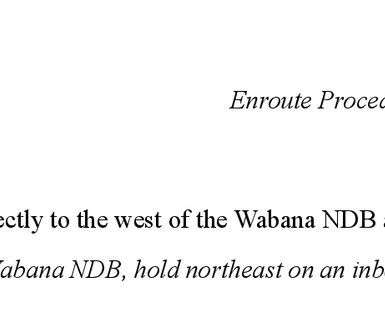 Enroute Proced
ectly to the west of the Wabana NDB a
Wabana NDB, hold northeast on an inb